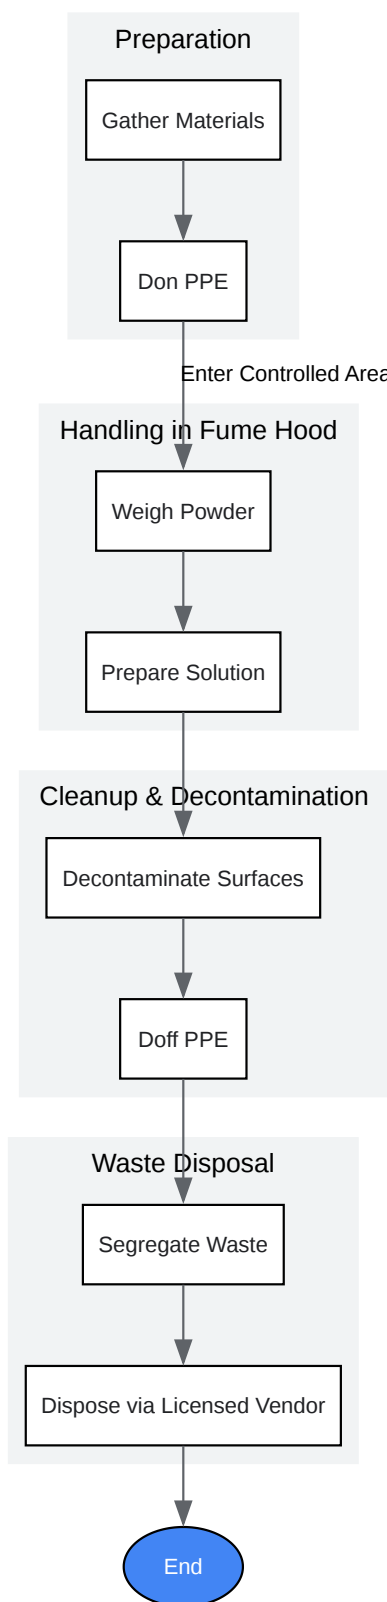 Preparation
Gather Materials
Don PPE
Enter Controlled Area
Handling in Fume Hood
Weigh Powder
Prepare Solution
Cleanup & Decontamination
Decontaminate Surfaces
Doff PPE
Waste Disposal
Segregate Waste
Dispose via Licensed Vendor
End